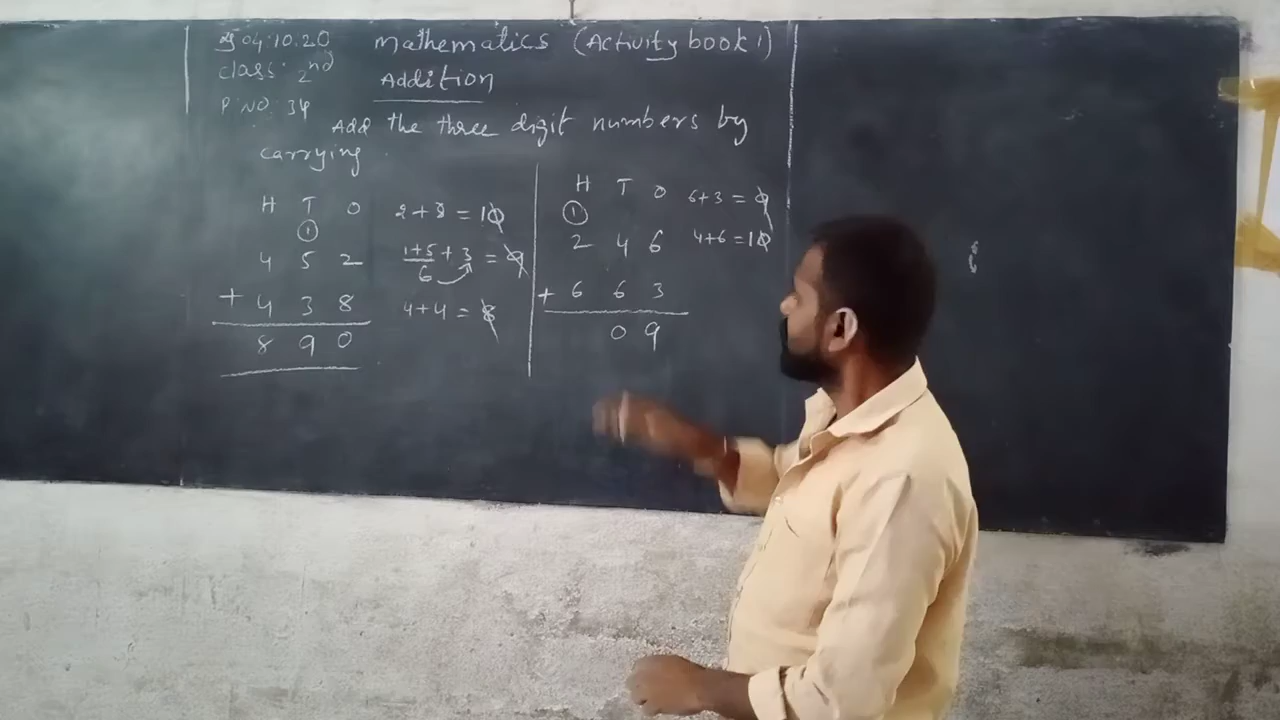 04.10.20 Mathematics (Activity book 1)
class: 2nd Addition
P.NO: 34
Add the three digit numbers by
carrying
H T O 2+8 = 10
1
4 5 2 1+5 + 3 = 9
6
+ 4 3 8 4+4 = 8
8 9 0
H T O 6+3 = 9
1
2 4 6 4+6 = 10
+ 6 6 3
0 9